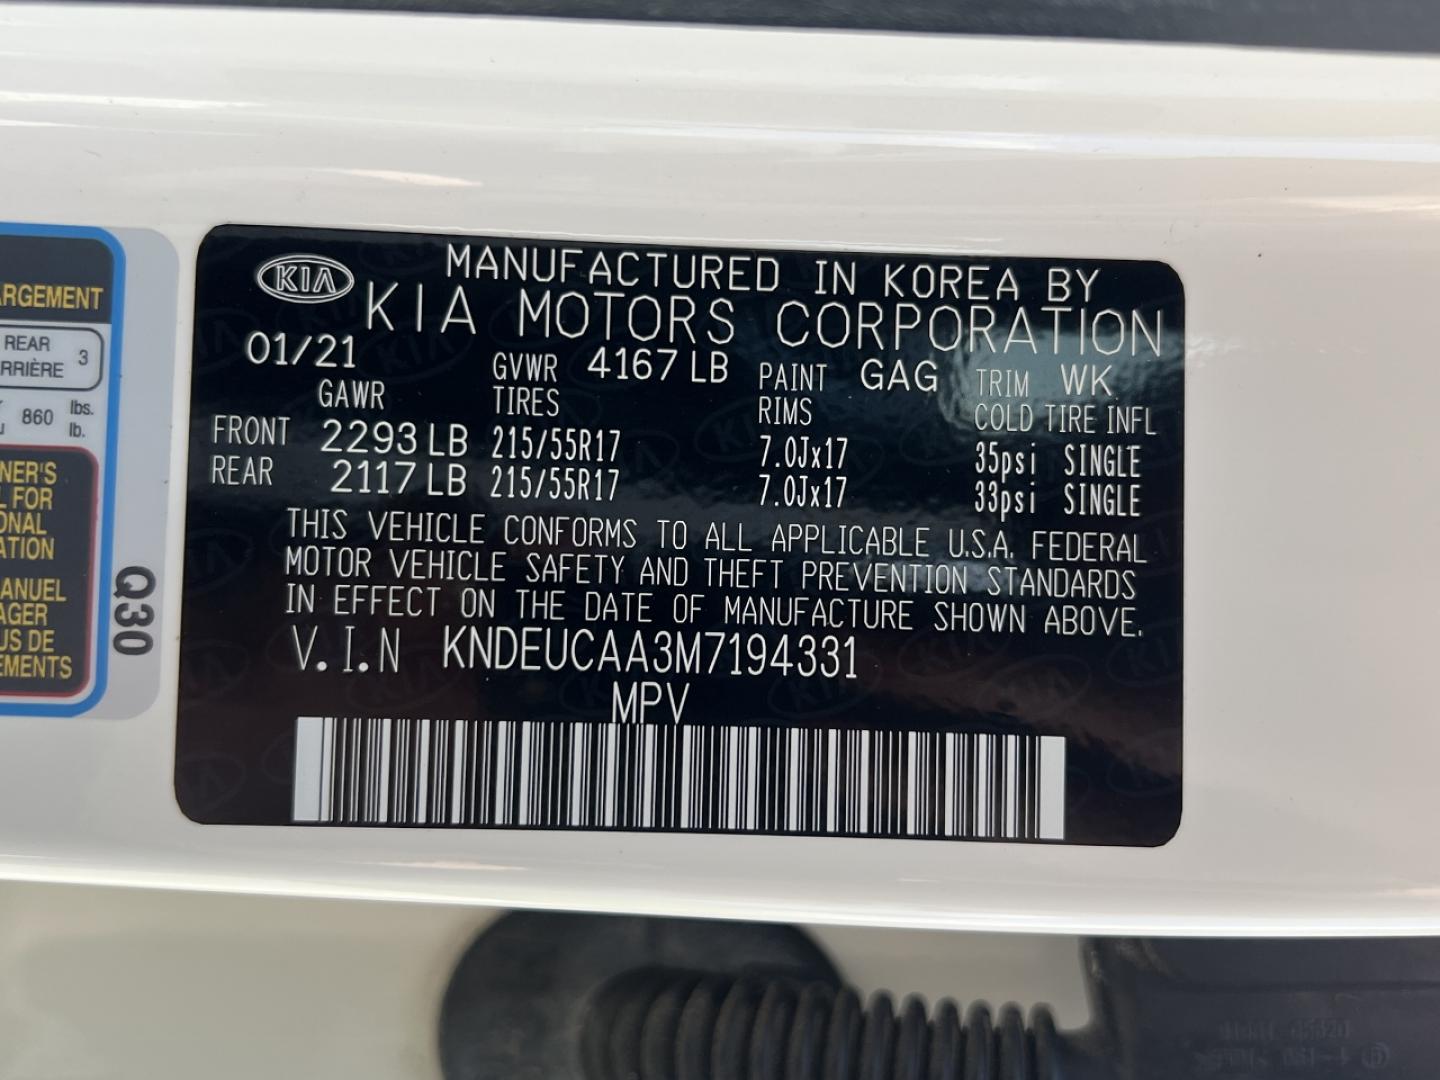 KIA
MANUFACTURED IN KOREA BY
KIA MOTORS CORPORATION
01/21 GVWR 4167 LB PAINT GAG TRIM WK
GAWR TIRES RIMS COLD TIRE INFL
FRONT 2293 LB 215/55R17 7.0Jx17 35psi SINGLE
REAR 2117 LB 215/55R17 7.0Jx17 33psi SINGLE
THIS VEHICLE CONFORMS TO ALL APPLICABLE U.S.A. FEDERAL
MOTOR VEHICLE SAFETY AND THEFT PREVENTION STANDARDS
IN EFFECT ON THE DATE OF MANUFACTURE SHOWN ABOVE.
V.I.N KNDEUCAA3M7194331
MPV
ARGEMENT
REAR 3
RRIÈRE
860 lbs.
lb.
NER'S
L FOR
ONAL
ATION
ANUEL
AGER
US DE
EMENTS
Q30